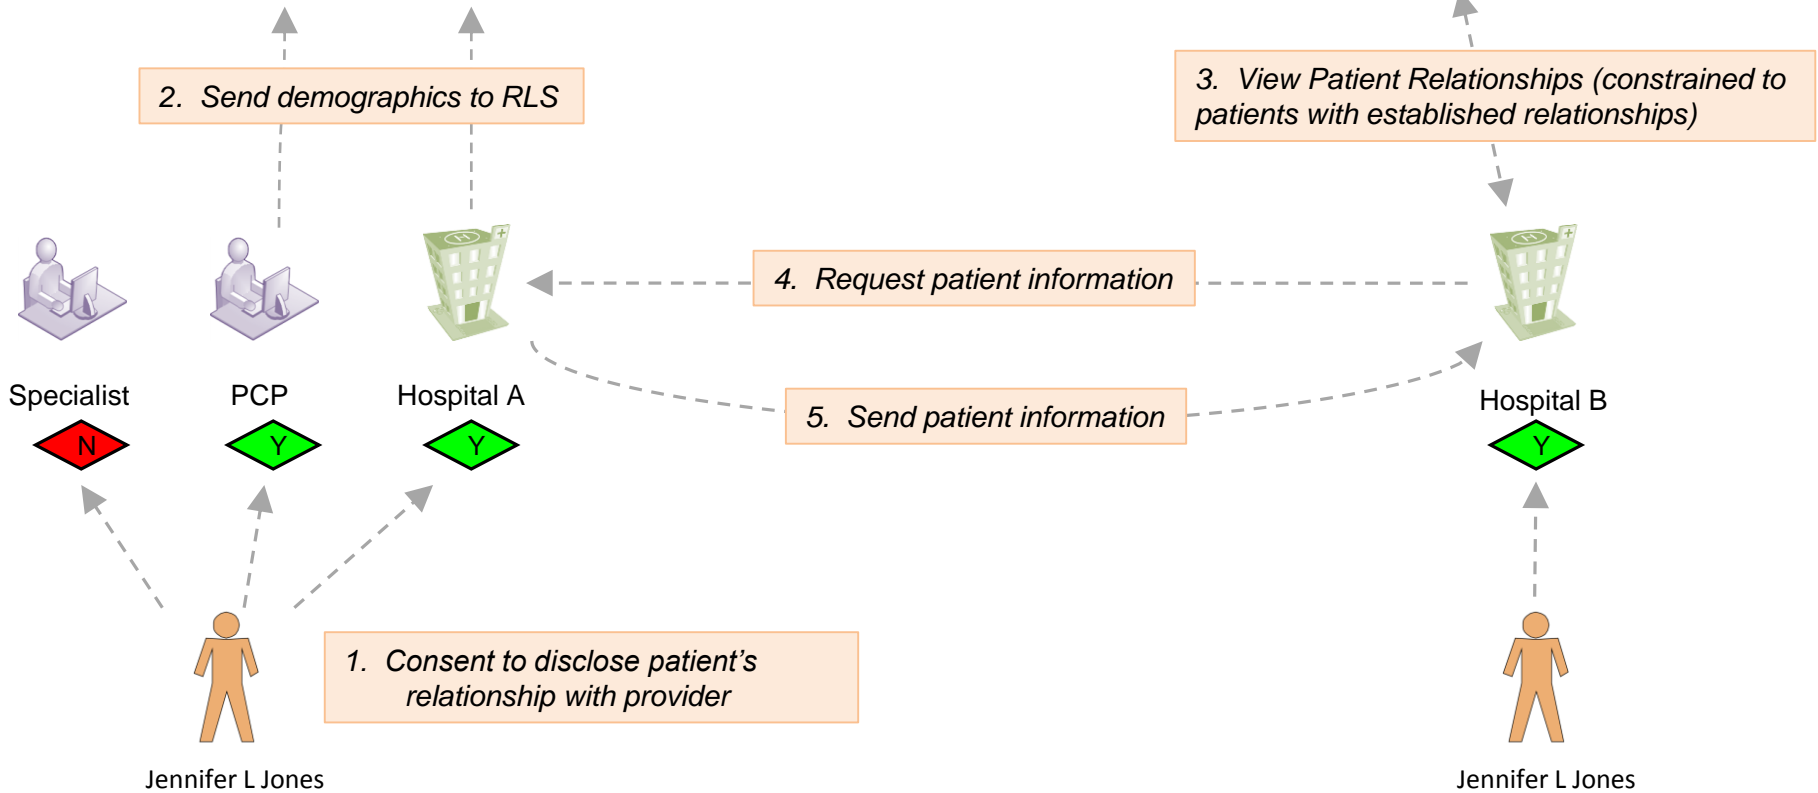 2. Send demographics to RLS
3. View Patient Relationships (constrained to
patients with established relationships)
H
H
4. Request patient information
Specialist
PCP
Hospital A
Hospital B
5. Send patient information
N
Y
Y
Y
1. Consent to disclose patient’s
relationship with provider
Jennifer L Jones
Jennifer L Jones